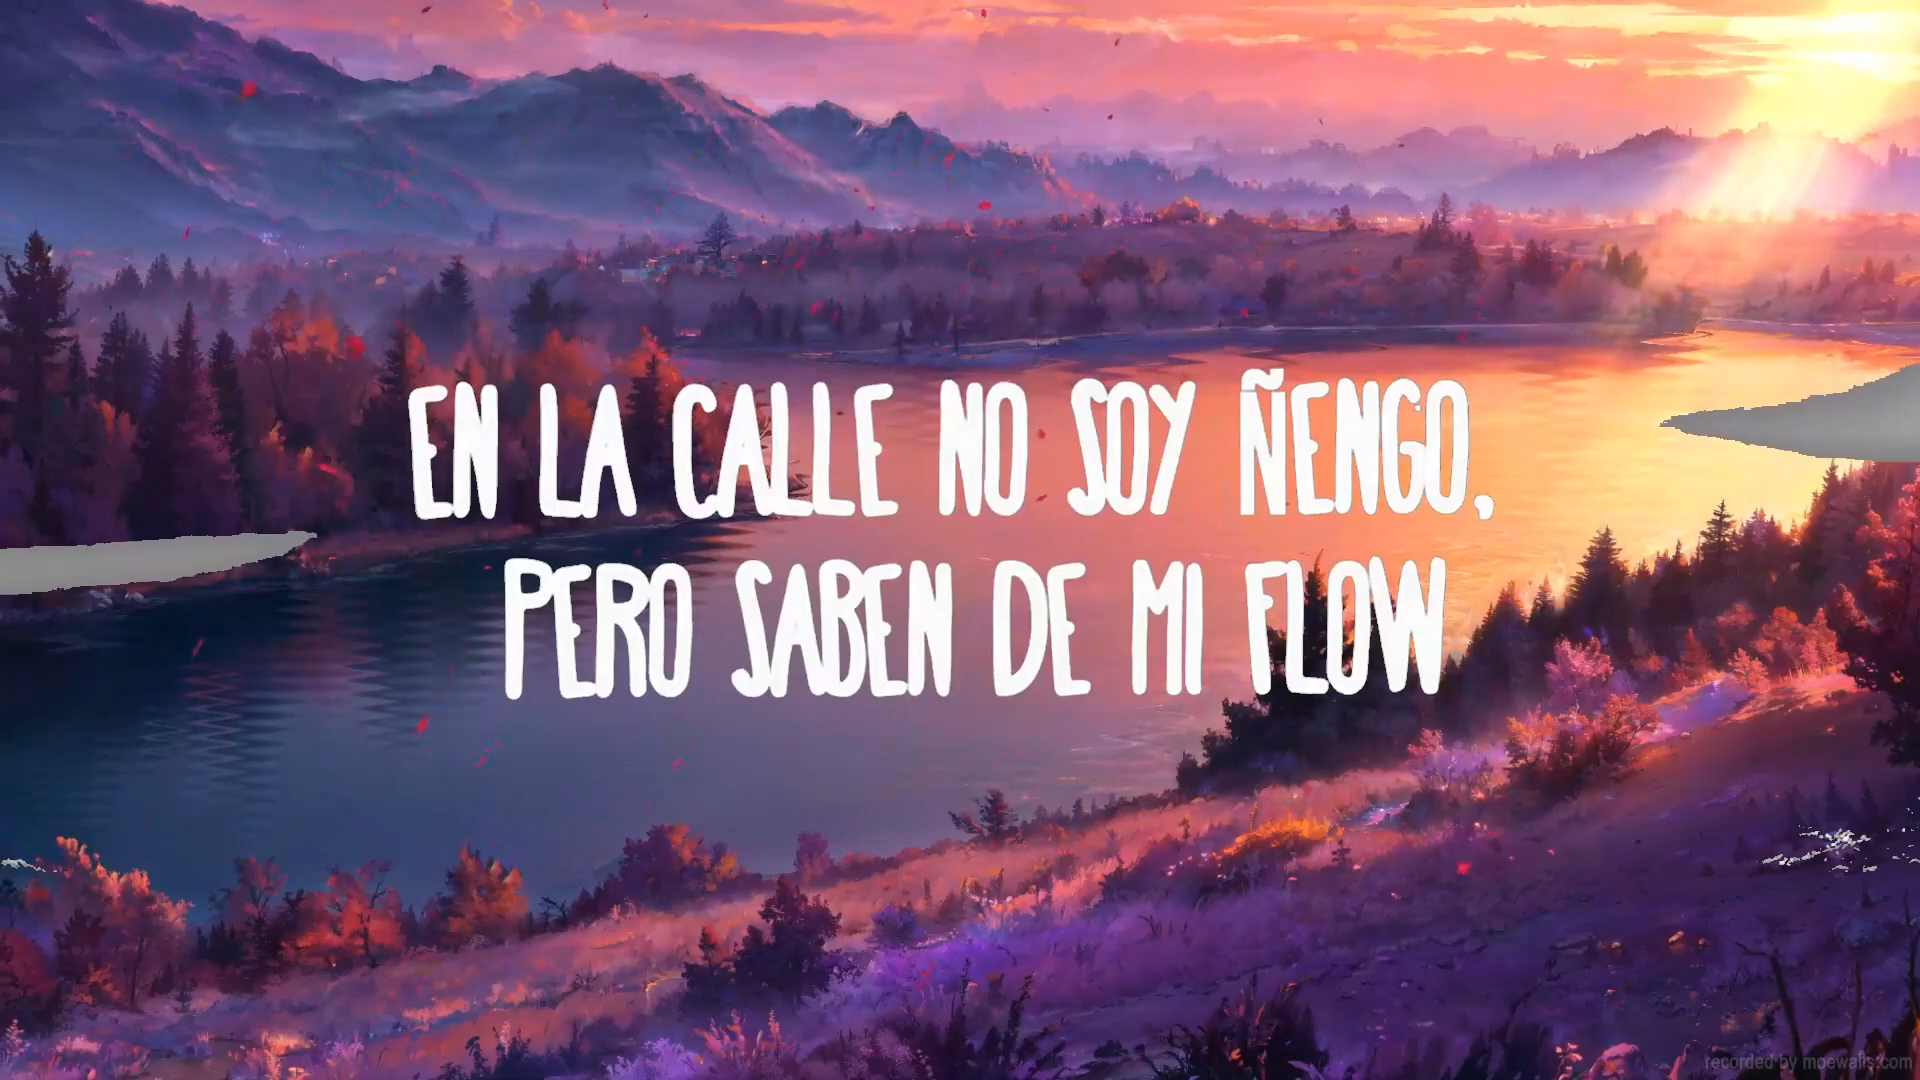 EN LA CALLE NO SOY ÑENGO,
PERO SABEN DE MI FLOW
recorded by moewalls.com